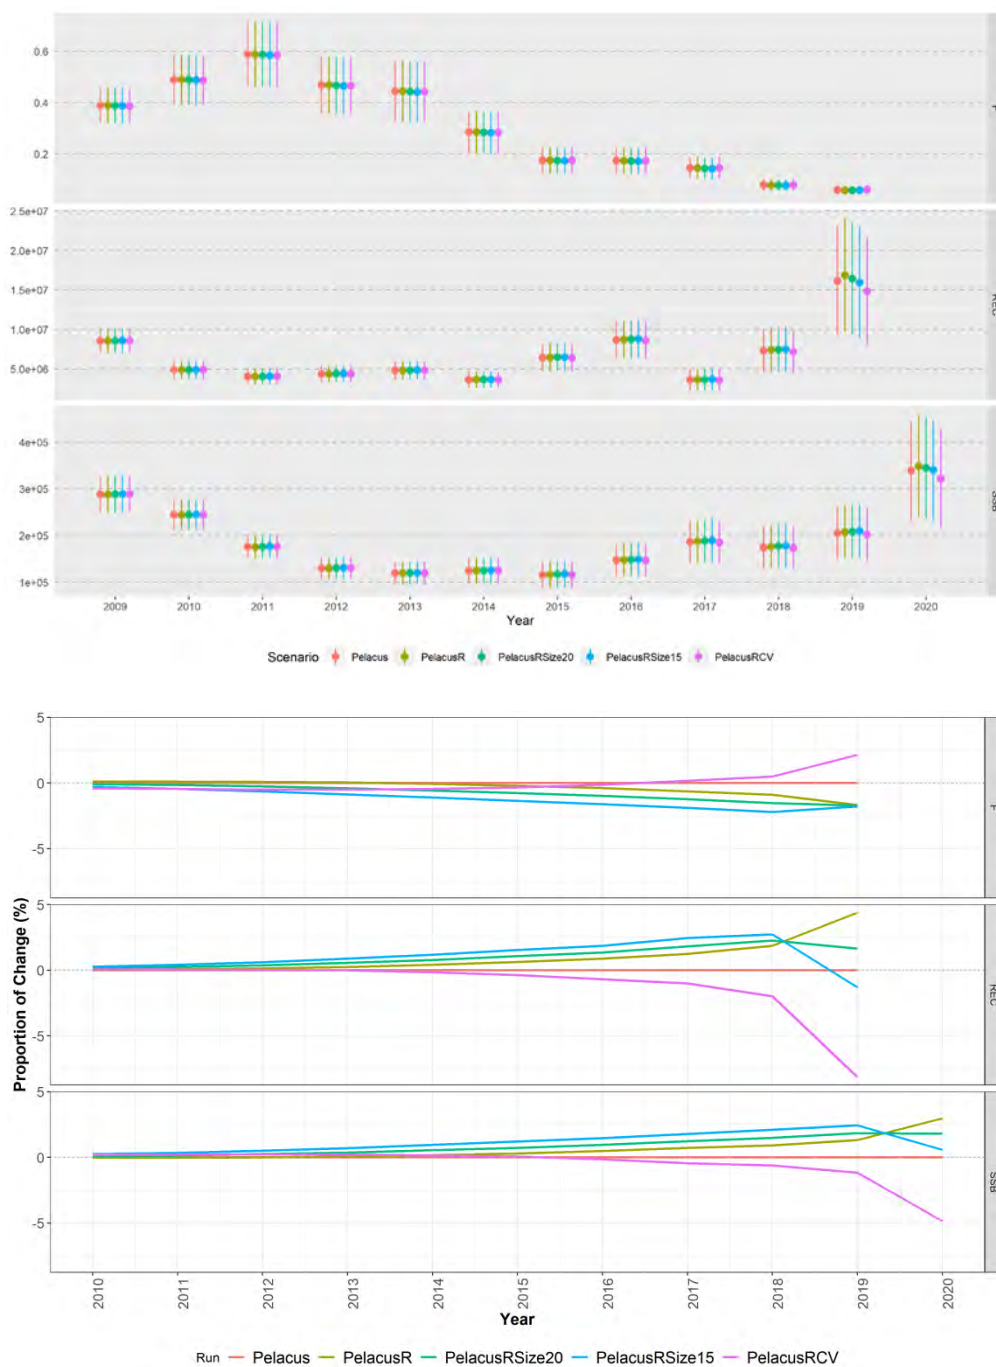 0.6
0.4
0.2
F
2.5e+07
2.0e+07
1.5e+07
1.0e+07
5.0e+06
REC
4e+05
3e+05
2e+05
1e+05
SSB
2009 2010 2011 2012 2013 2014 2015 2016 2017 2018 2019 2020
Year
Scenario Pelacus PelacusR PelacusRSize20 PelacusRSize15 PelacusRCV
Proportion of Change (%)
5
0
-5
F
5
0
-5
REC
5
0
-5
SSB
2010 2011 2012 2013 2014 2015 2016 2017 2018 2019 2020
Year
Run Pelacus PelacusR PelacusRSize20 PelacusRSize15 PelacusRCV